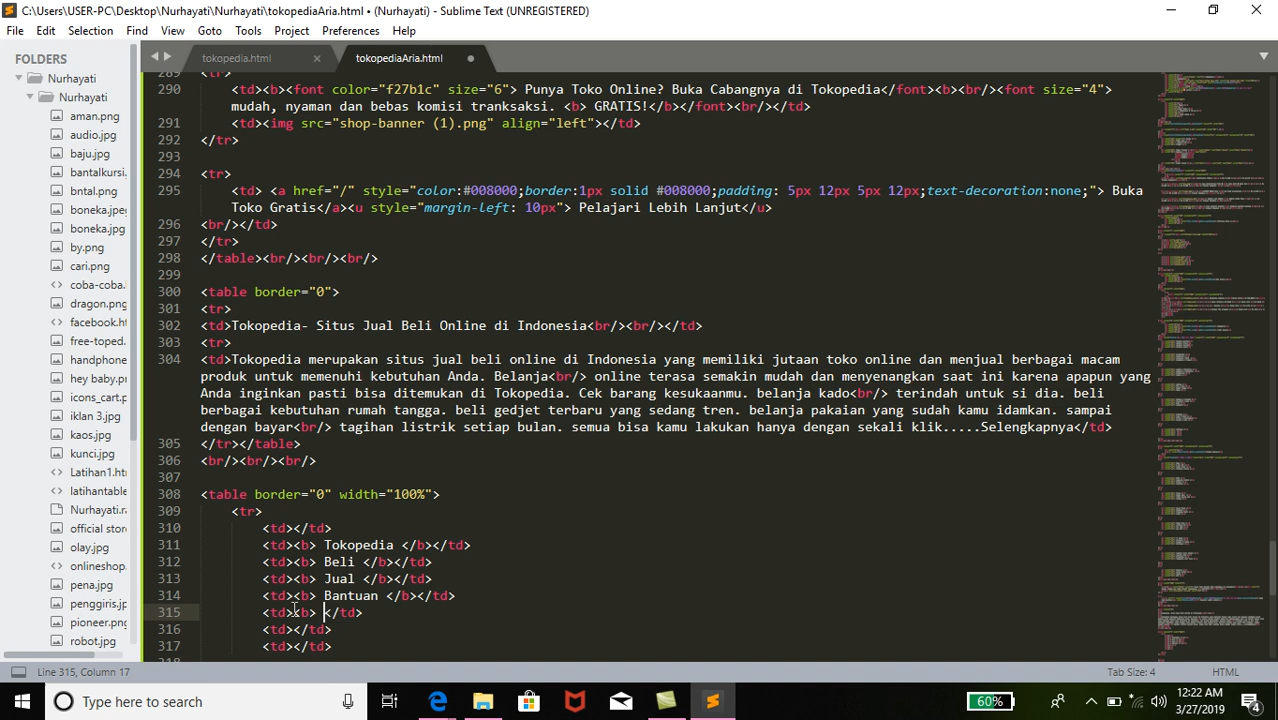 C:\Users\USER-PC\Desktop\Nurhayati\Nurhayati\tokopediaAria.html • (Nurhayati) - Sublime Text (UNREGISTERED)
File Edit Selection Find View Goto Tools Project Preferences Help
FOLDERS
Nurhayati
Nurhayati
aman.png
audio.jpg
baju.jpg
bantalkursi
bntal.png
boneka.jpeg
boneka.jpg
by.png
cari.png
coba-coba.
dragon.png
facebook.ht
free-toped.
handphone
hey baby.pn
icons_cart.p
iklan 3.jpg
kaos.jpg
kunci.jpg
Latihan1.htr
latihantable
Nurhayati.ra
official store
olay.jpg
onlineshop.
pena.jpg
penggiris.jp
pioneer.png
robot.jpg
tokopedia.html × tokopediaAria.html
289 <tr>
290 <td><b><font color="f27b1c" size="6"> Punya Toko Online? Buka Cabangnya di Tokopedia</font><b><br/><font size="4">
mudah, nyaman dan bebas komisi tranksaksi. <b> GRATIS!</b></font><br></td>
291 <td><img src="shop-banner (1).png" align="left"></td>
292 </tr>
293
294 <tr>
295 <td> <a href="/" style="color:#008000;border:1px solid #008000;paddtng: 5px 12px 5px 12px;text-decoration:none;"> Buka
Toko Gratis</a><u style="margin-Left: 10px"> Pelajari Lebih Lanjut</u>
296 <br/></td>
297 </tr>
298 </table><br/><br/><br/>
299
300 <table border="0">
301 <tr>
302 <td>Tokopedia- Situs Jual Beli Online di Indonesia<br/><br/></td>
303 <tr>
304 <td>Tokopedia merupakan situs jual beli online di Indonesia yang memiliki jutaan toko online dan menjual berbagai macam
produk untuk memenuhi kebutuhan Anda. Belanja<br/> online terasa semakin mudah dan menyenangkan saat ini karena apapun yang
Anda inginkan pasti bisa ditemukan di Tokopedia. Cek barang kesukaanmu. belanja kado<br/> terindah untuk si dia. beli
berbagai kebutuhan rumah tangga. beli gedjet terbaru yang sedang tren.belanja pakaian yang sudah kamu idamkan. sampai
dengan bayar<br/> tagihan listrik setiap bulan. semua bisa kamu lakukan hanya dengan sekali klik.....Selengkapnya</td>
305 </tr></table>
306 <br/><br/><br/>
307
308 <table border="0" width="100%">
309 <tr>
310 <td></td>
311 <td><b> Tokopedia </b></td>
312 <td><b> Beli </b></td>
313 <td><b> Jual </b></td>
314 <td><b> Bantuan </b></td>
315 <td><b> </td>
316 <td></td>
317 <td></td>
318
Line 315, Column 17 Tab Size: 4 HTML
Type here to search
60%
12:22 AM
3/27/2019
4